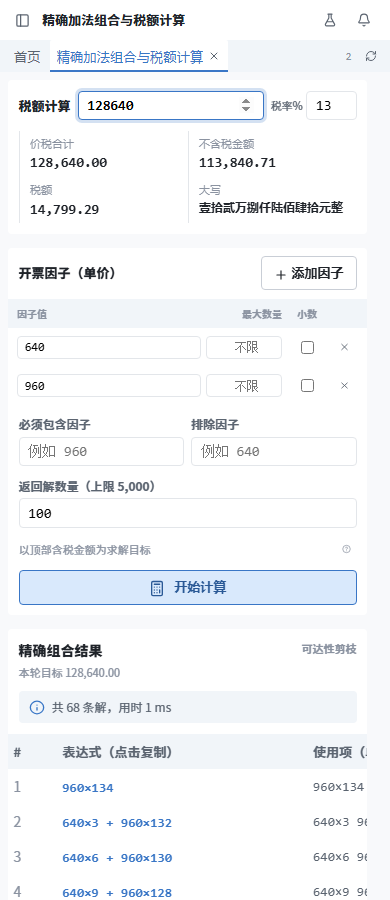 精确加法组合与税额计算
首页 精确加法组合与税额计算 × 2
税额计算 128640 税率% 13
价税合计 不含税金额
128,640.00 113,840.71
税额 大写
14,799.29 壹拾贰万捌仟陆佰肆拾元整
开票因子（单价） + 添加因子
因子值 最大数量 小数
640 不限 ×
960 不限 ×
必须包含因子 排除因子
例如 960 例如 640
返回解数量（上限 5,000）
100
以顶部含税金额为求解目标
开始计算
精确组合结果 可达性剪枝
本轮目标 128,640.00
共 68 条解，用时 1 ms
# 表达式（点击复制） 使用项（
1 960×134 960×134
2 640×3 + 960×132 640×3 96
3 640×6 + 960×130 640×6 96
4 640×9 + 960×128 640×9 96